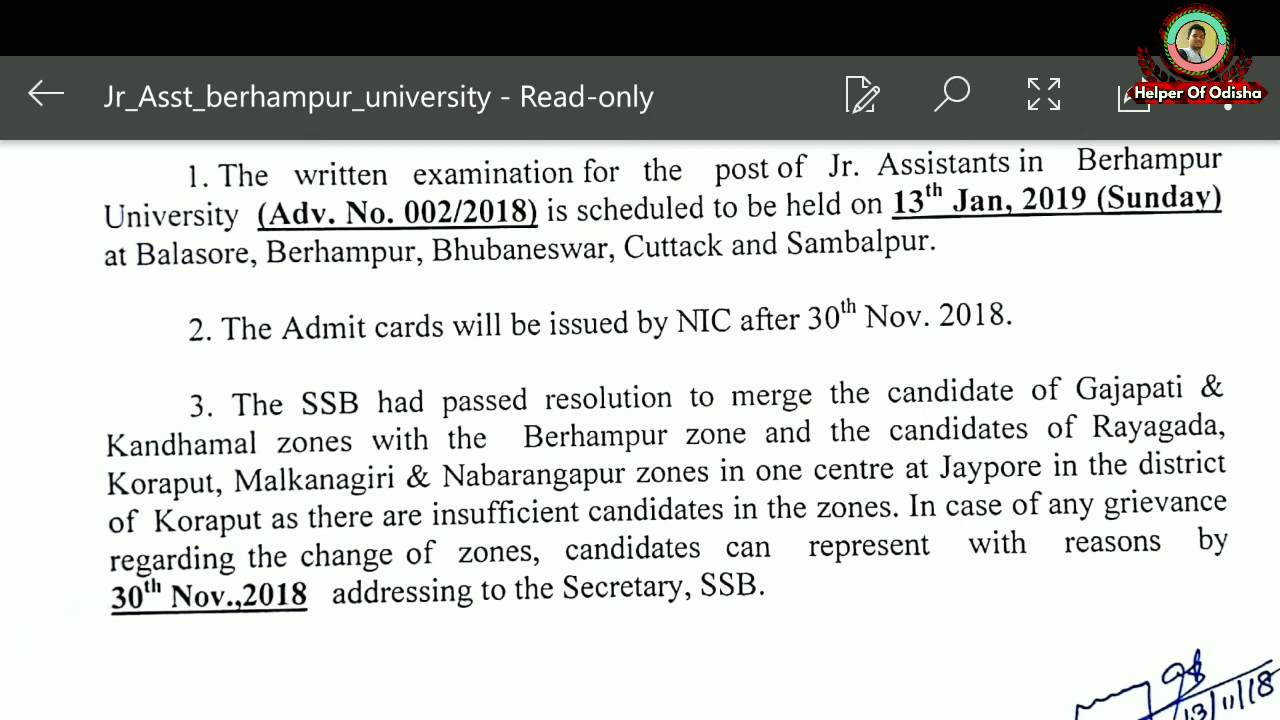 Helper Of Odisha
Jr_Asst_berhampur_university - Read-only
1. The written examination for the post of Jr. Assistants in Berhampur
University (Adv. No. 002/2018) is scheduled to be held on 13th Jan, 2019 (Sunday)
at Balasore, Berhampur, Bhubaneswar, Cuttack and Sambalpur.
2. The Admit cards will be issued by NIC after 30th Nov. 2018.
3. The SSB had passed resolution to merge the candidate of Gajapati &
Kandhamal zones with the Berhampur zone and the candidates of Rayagada,
Koraput, Malkanagiri & Nabarangapur zones in one centre at Jaypore in the district
of Koraput as there are insufficient candidates in the zones. In case of any grievance
regarding the change of zones, candidates can represent with reasons by
30th Nov.,2018 addressing to the Secretary, SSB.
13/11/18